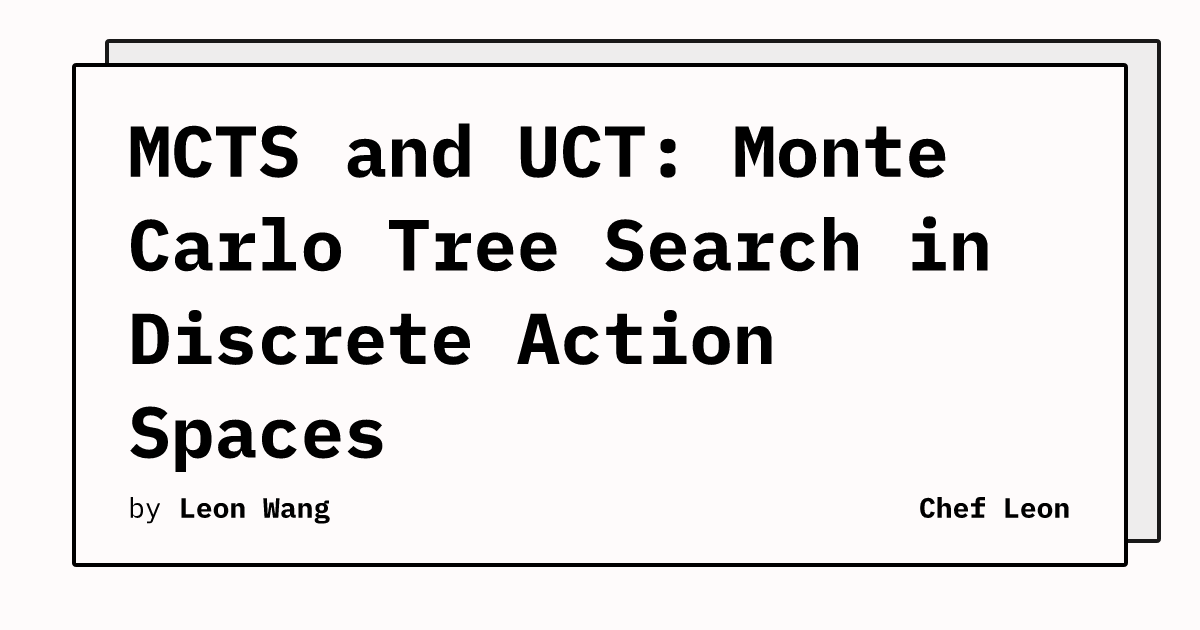 MCTS and UCT: Monte
Carlo Tree Search in
Discrete Action
Spaces
by Leon Wang
Chef Leon